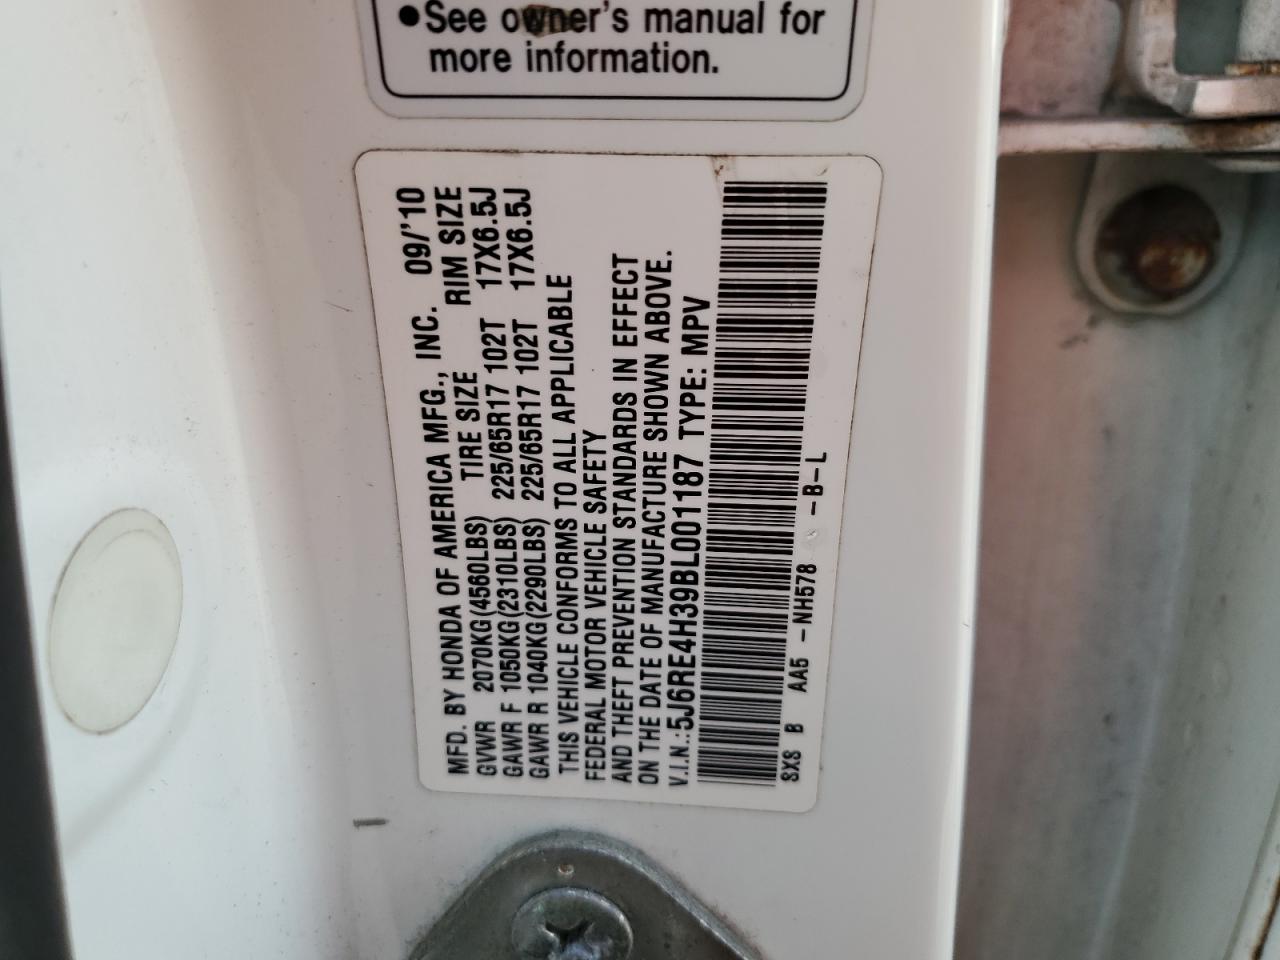 ●See owner's manual for
more information.
MFD. BY HONDA OF AMERICA MFG., INC. 09/'10
GVWR 2070KG(4560LBS) TIRE SIZE RIM SIZE
GAWR F 1050KG(2310LBS) 225/65R17 102T 17X6.5J
GAWR R 1040KG(2290LBS) 225/65R17 102T 17X6.5J
THIS VEHICLE CONFORMS TO ALL APPLICABLE
FEDERAL MOTOR VEHICLE SAFETY
AND THEFT PREVENTION STANDARDS IN EFFECT
ON THE DATE OF MANUFACTURE SHOWN ABOVE.
V.I.N.:5J6RE4H39BL001187 TYPE: MPV
SXS B AA5 -NH578 -B-L